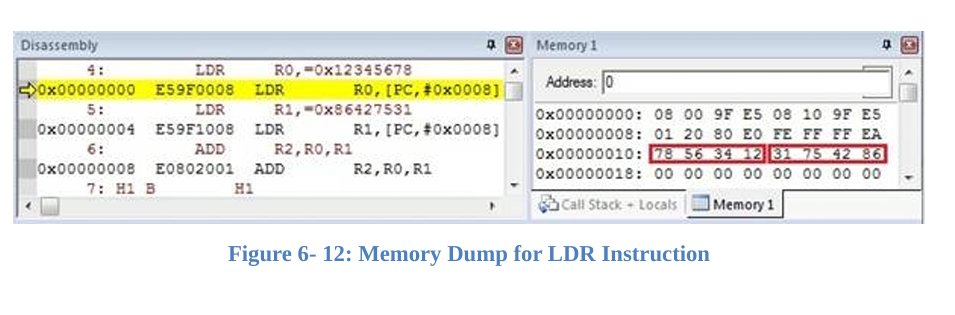 Disassembly
4: LDR R0,=0x12345678
0x00000000 E59F0008 LDR R0,[PC,#0x0008]
5: LDR R1,=0x86427531
0x00000004 E59F1008 LDR R1,[PC,#0x0008]
6: ADD R2,R0,R1
0x00000008 E0802001 ADD R2,R0,R1
7: H1 B H1
Memory 1
Address: 0
0x00000000: 08 00 9F E5 08 10 9F E5
0x00000008: 01 20 80 E0 FE FF FF EA
0x00000010: 78 56 34 12 31 75 42 86
0x00000018: 00 00 00 00 00 00 00 00
Call Stack + Locals Memory 1
Figure 6- 12: Memory Dump for LDR Instruction